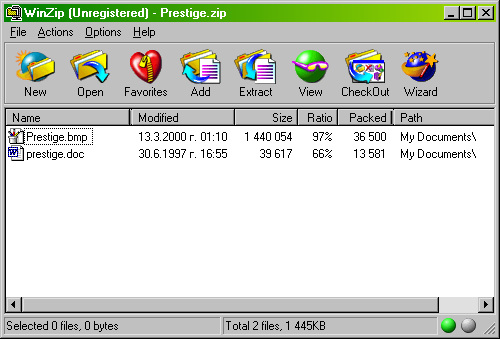 WinZip (Unregistered) - Prestige.zip
File Actions Options Help
New Open Favorites Add Extract View CheckOut Wizard
Name Modified Size Ratio Packed Path
Prestige.bmp 13.3.2000 г. 01:10 1 440 054 97% 36 500 My Documents\
prestige.doc 30.6.1997 г. 16:55 39 617 66% 13 581 My Documents\
Selected 0 files, 0 bytes Total 2 files, 1 445KB